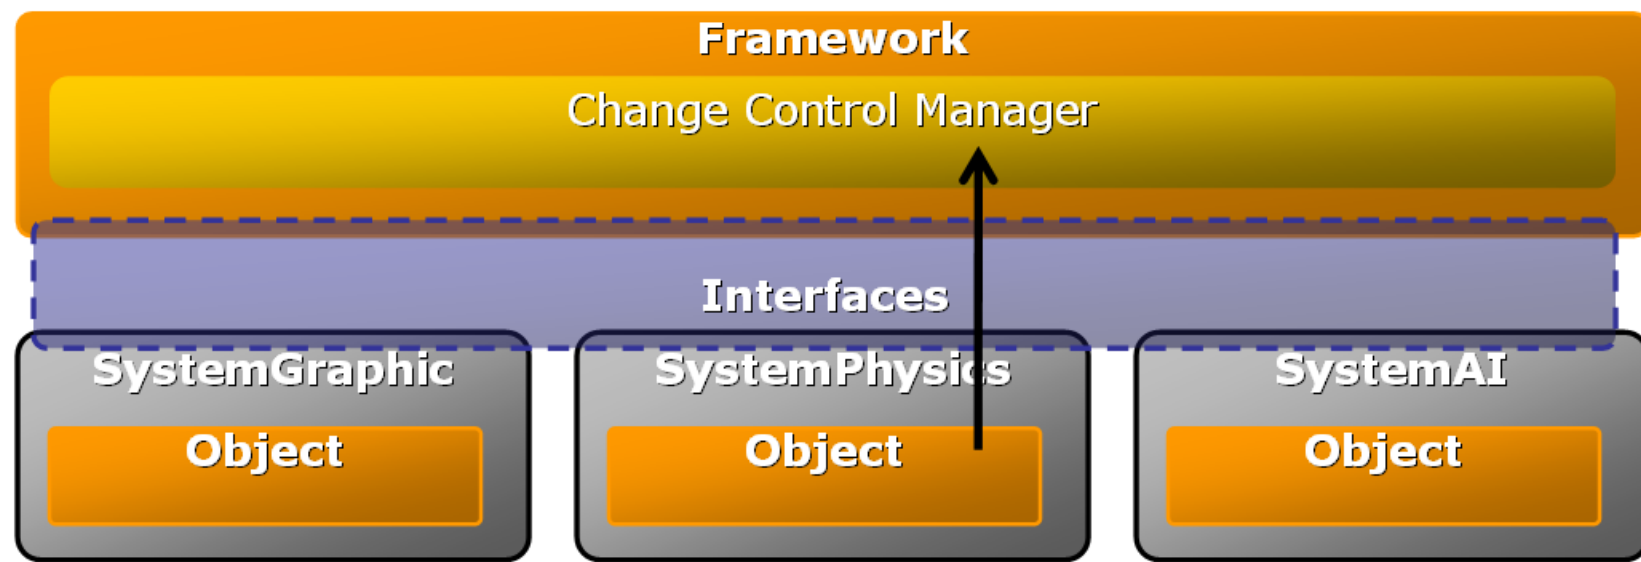 Framework
Change Control Manager
Interfaces
SystemGraphic
SystemPhysics
SystemAI
Object
Object
Object